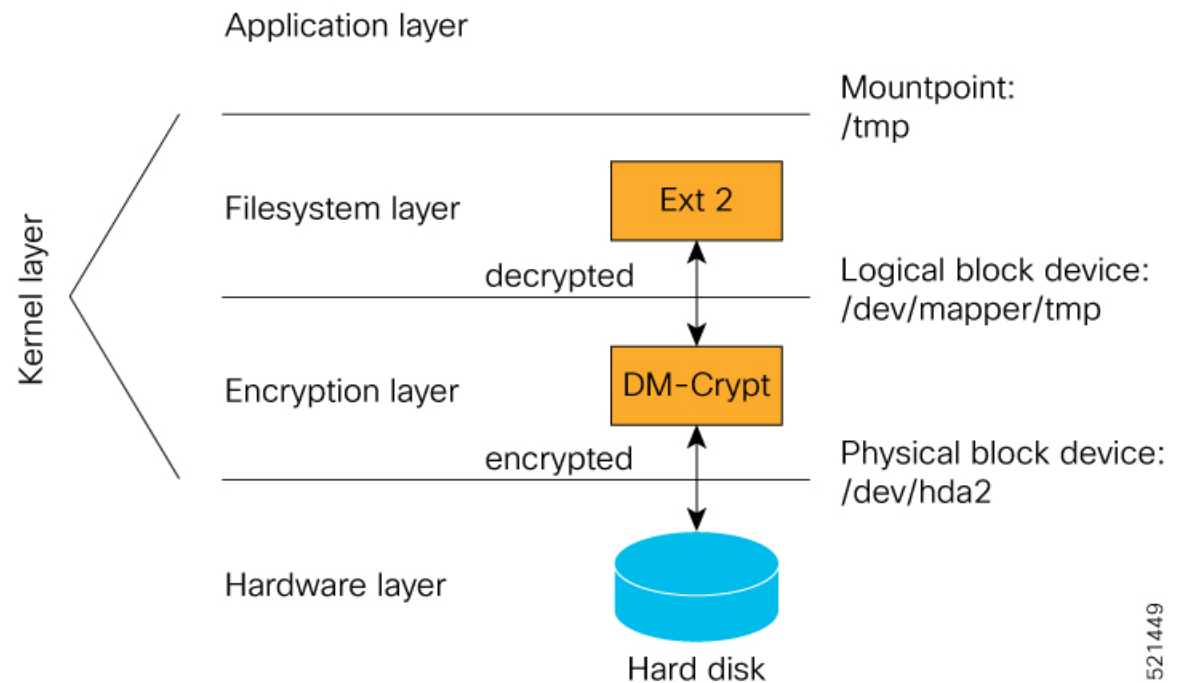 Application layer
Mountpoint:
/tmp
Kernel layer
Filesystem layer
Ext 2
decrypted
Logical block device:
/dev/mapper/tmp
Encryption layer
DM-Crypt
encrypted
Physical block device:
/dev/hda2
Hardware layer
Hard disk
521449